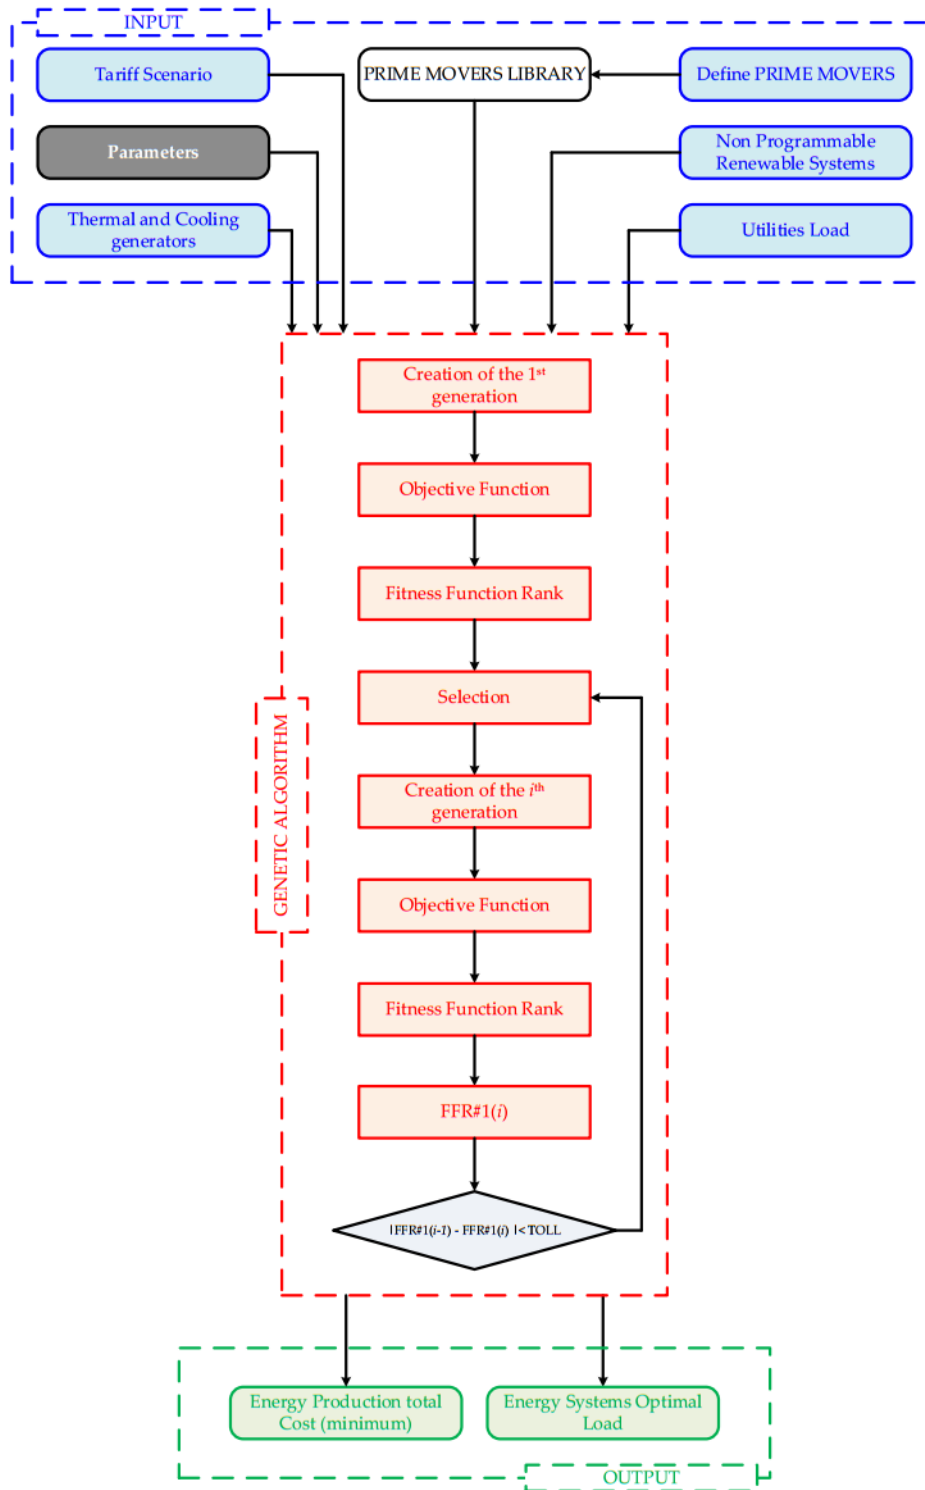 INPUT
Tariff Scenario
PRIME MOVERS LIBRARY
Define PRIME MOVERS
Parameters
Non Programmable
Renewable Systems
Thermal and Cooling
generators
Utilities Load
Creation of the 1st
generation
Objective Function
Fitness Function Rank
Selection
GENETIC ALGORITHM
Creation of the ith
generation
Objective Function
Fitness Function Rank
FFR#1(i)
|FFR#1(i-1) - FFR#1(i) |< TOLL
Energy Production total
Cost (minimum)
Energy Systems Optimal
Load
OUTPUT